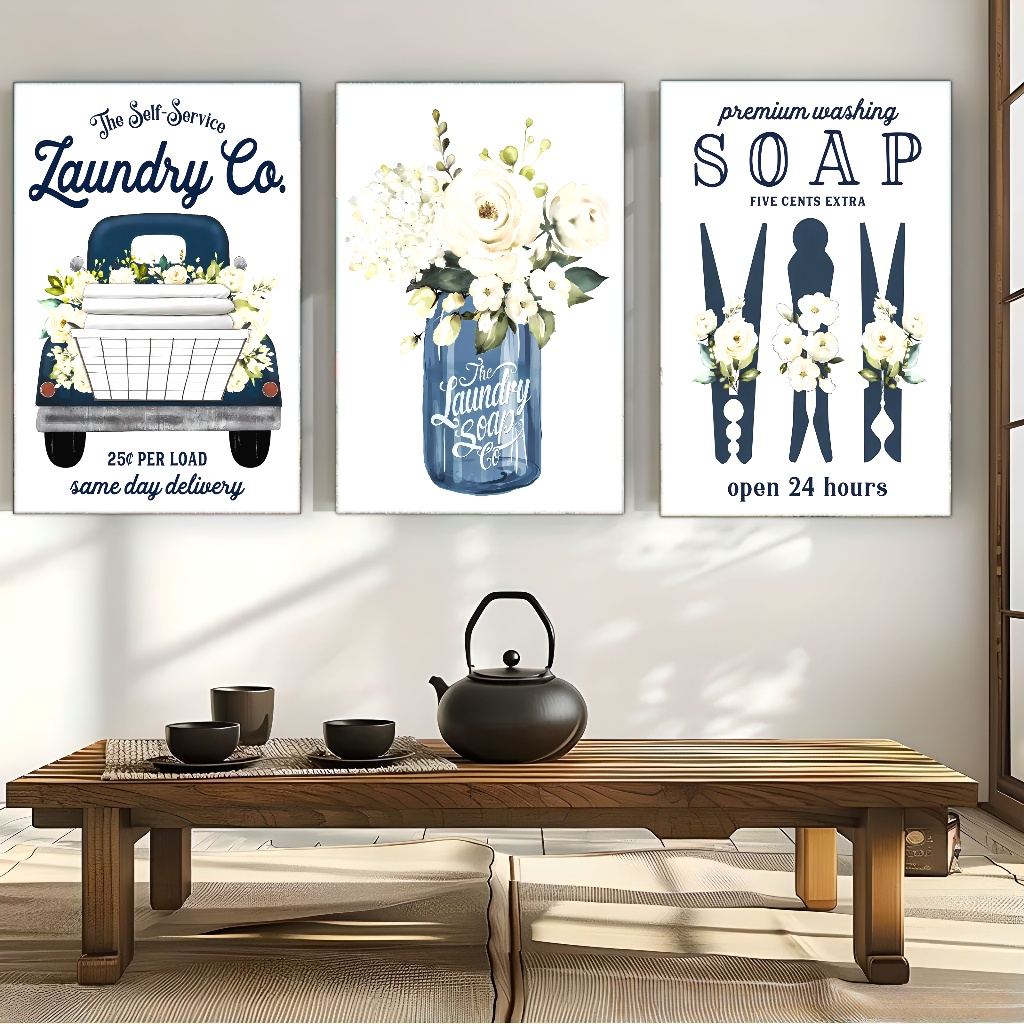 The Self-Service
Laundry Co.
25¢ PER LOAD
same day delivery
The
Laundry
Soap
Co
premium washing
SOAP
FIVE CENTS EXTRA
open 24 hours